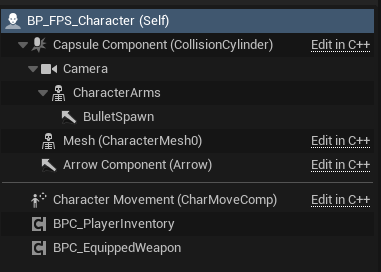 BP_FPS_Character (Self)
Capsule Component (CollisionCylinder) Edit in C++
Camera
CharacterArms
BulletSpawn
Mesh (CharacterMesh0) Edit in C++
Arrow Component (Arrow) Edit in C++
Character Movement (CharMoveComp) Edit in C++
BPC_PlayerInventory
BPC_EquippedWeapon